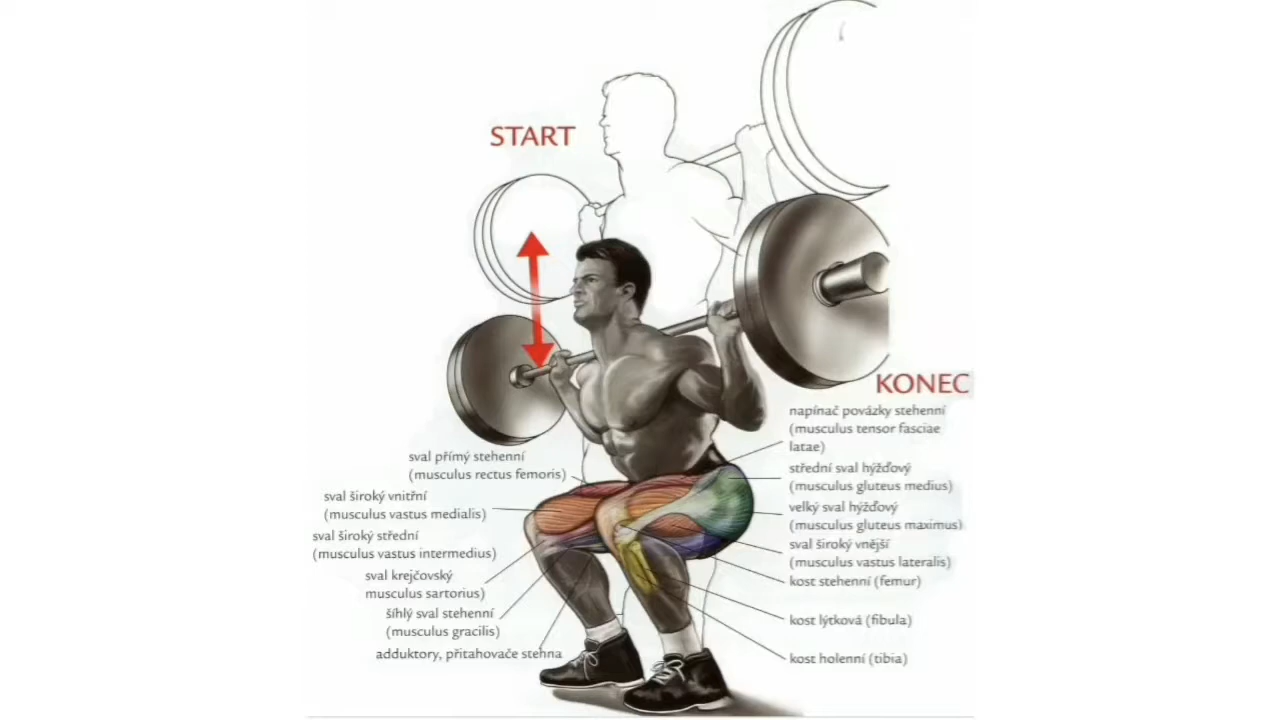 START
KONEC
napínač povázky stehenní
(musculus tensor fasciae
latae)
střední sval hýžďový
(musculus gluteus medius)
velký sval hýžďový
(musculus gluteus maximus)
sval široký vnější
(musculus vastus lateralis)
kost stehenní (femur)
kost lýtková (fibula)
kost holenní (tibia)
sval přímý stehenní
(musculus rectus femoris)
sval široký vnitřní
(musculus vastus medialis)
sval široký střední
(musculus vastus intermedius)
sval krejčovský
musculus sartorius)
šíhlý sval stehenní
(musculus gracilis)
adduktory, přitahovače stehna